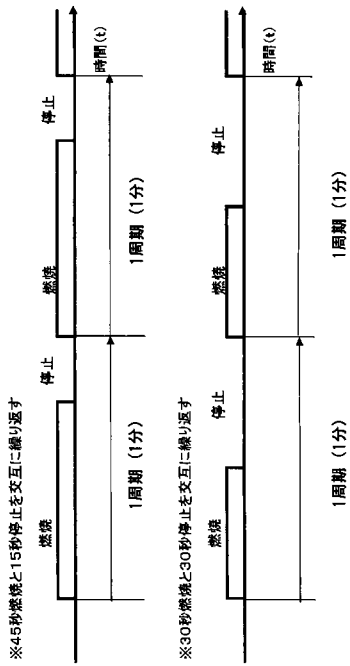 ※45秒燃焼と15秒停止を交互に繰り返す
燃焼
停止
燃焼
停止
時間(t)
1周期(1分)
1周期(1分)
※30秒燃焼と30秒停止を交互に繰り返す
燃焼
停止
燃焼
停止
時間(t)
1周期(1分)
1周期(1分)